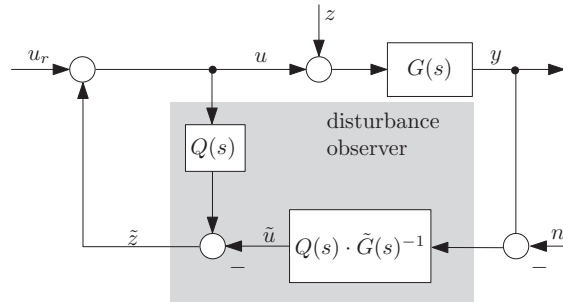 z
u_r
u
G(s)
y
disturbance
observer
Q(s)
z̃
−
ũ
Q(s) · G̃(s)⁻¹
−
n